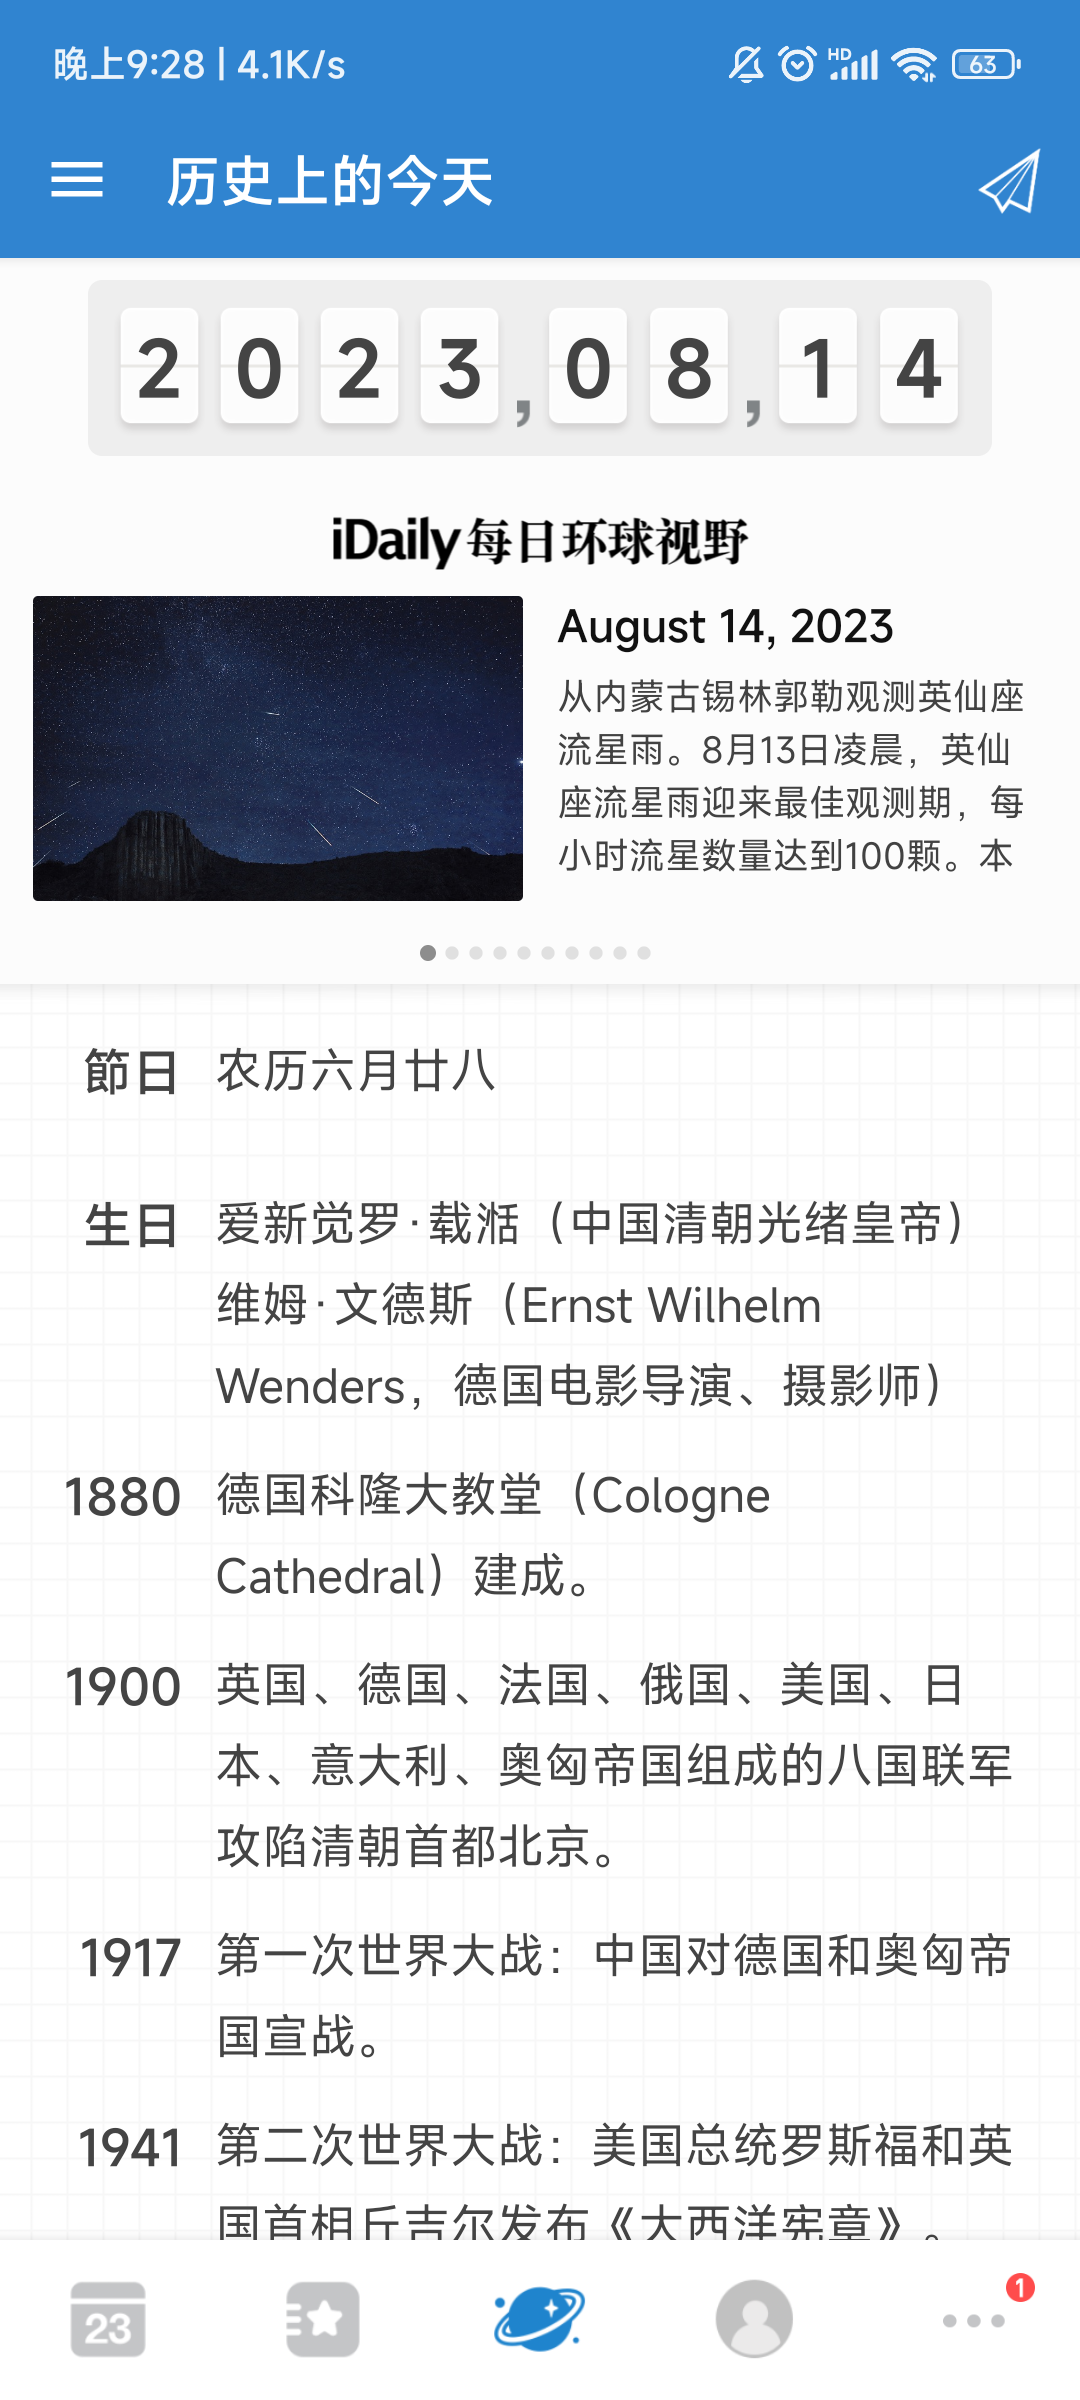 晚上9:28 | 4.1K/s
HD
63
历史上的今天
2023,08,14
iDaily 每日环球视野
August 14, 2023
从内蒙古锡林郭勒观测英仙座
流星雨。8月13日凌晨，英仙
座流星雨迎来最佳观测期，每
小时流星数量达到100颗。本
節日 农历六月廿八
生日 爱新觉罗·载湉（中国清朝光绪皇帝）
维姆·文德斯（Ernst Wilhelm
Wenders，德国电影导演、摄影师）
1880 德国科隆大教堂（Cologne
Cathedral）建成。
1900 英国、德国、法国、俄国、美国、日
本、意大利、奥匈帝国组成的八国联军
攻陷清朝首都北京。
1917 第一次世界大战：中国对德国和奥匈帝
国宣战。
1941 第二次世界大战：美国总统罗斯福和英
国首相丘吉尔发布《大西洋宪章》。
23
1